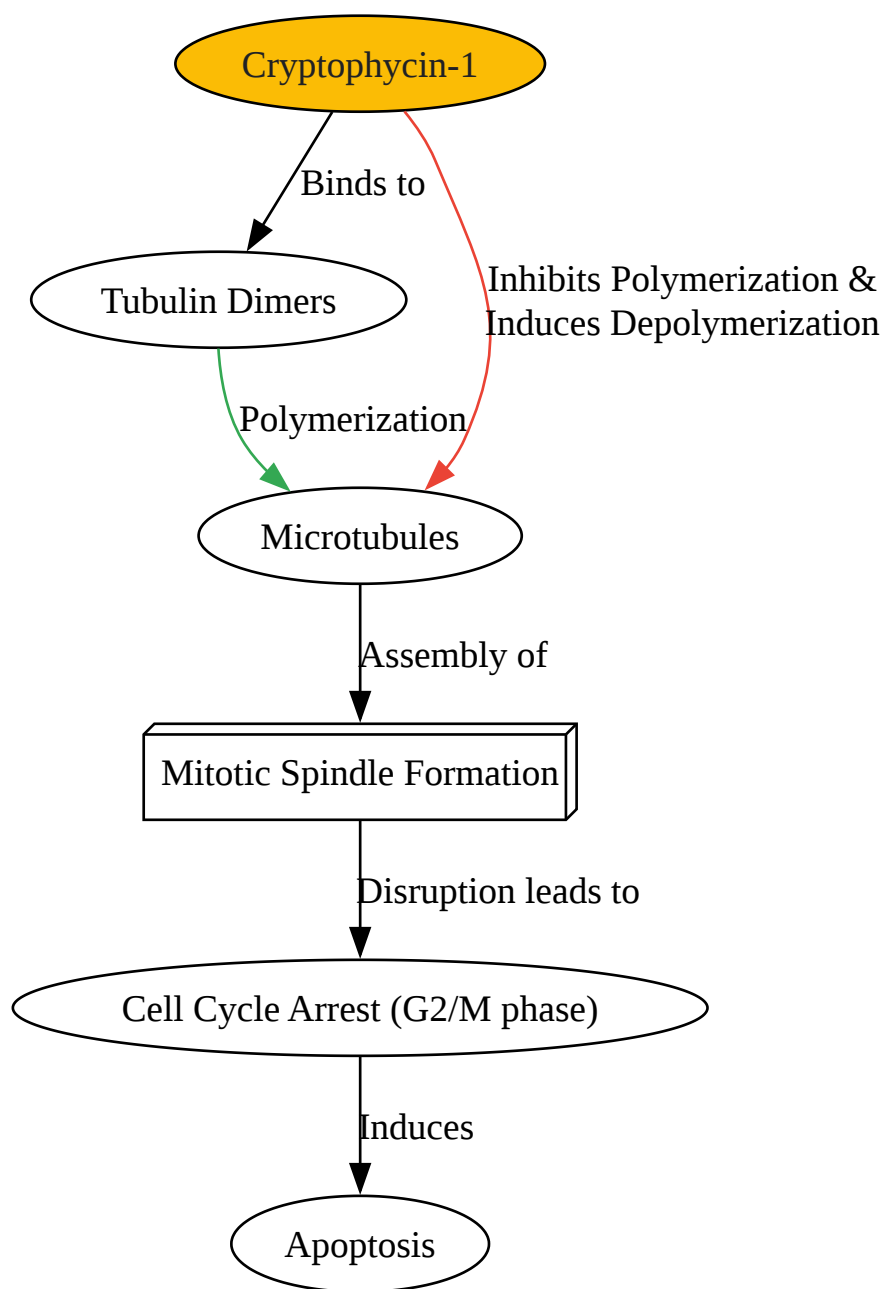 Cryptophycin-1
Binds to
Tubulin Dimers
Inhibits Polymerization &
Induces Depolymerization
Polymerization
Microtubules
Assembly of
Mitotic Spindle Formation
Disruption leads to
Cell Cycle Arrest (G2/M phase)
Induces
Apoptosis